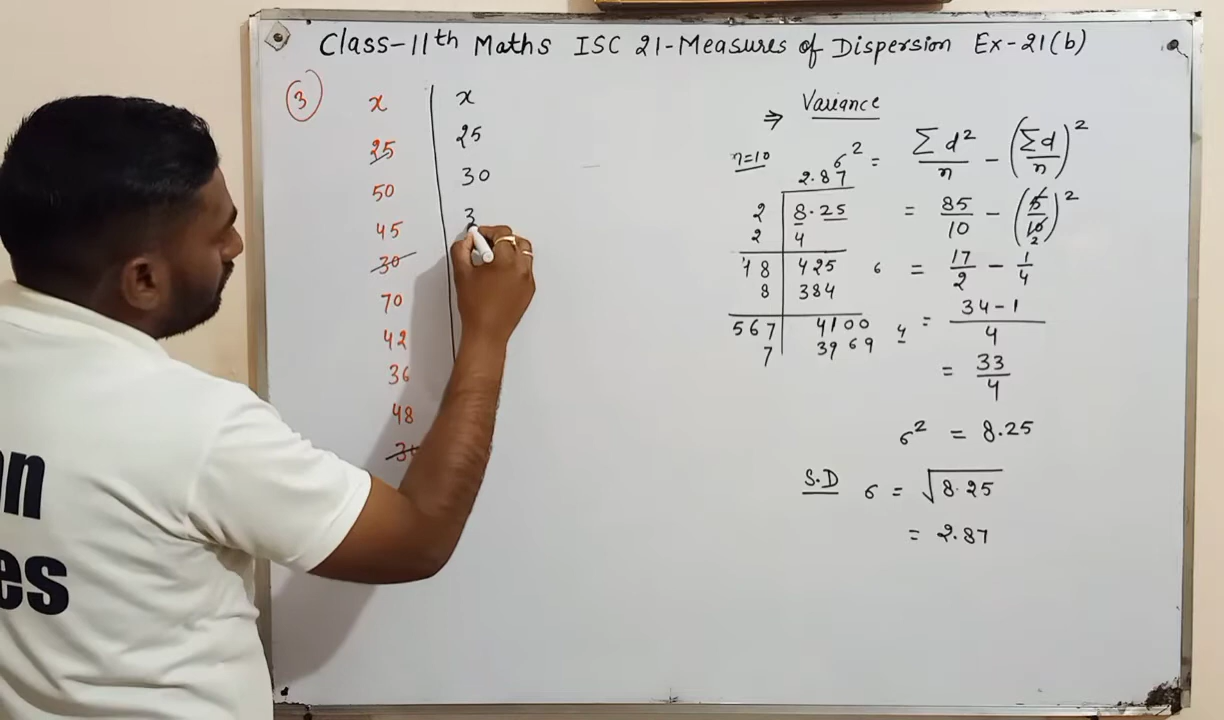 Class-11th Maths ISC 21-Measures of Dispersion Ex-21(b)
3
x
25
50
45
30
70
42
36
48
x
25
30
3
⇒ Variance
n=10
σ² = Σd²/n - (Σd/n)²
= 85/10 - (5/10)²
2
= 17/2 - 1/4
= 34-1/4
= 33/4
σ² = 8.25
S.D σ = √8.25
= 2.87
2.87
2 8.25
2 4
48 425
8 384
567 4100
7 3969